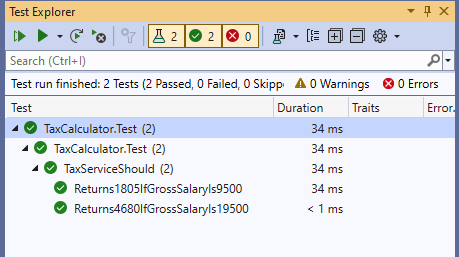 Test Explorer
2 2 0
Search (Ctrl+I)
Test run finished: 2 Tests (2 Passed, 0 Failed, 0 Skippe 0 Warnings 0 Errors
Test Duration Traits Error.
TaxCalculator.Test (2) 34 ms
TaxCalculator.Test (2) 34 ms
TaxServiceShould (2) 34 ms
Returns1805IfGrossSalaryIs9500 34 ms
Returns4680IfGrossSalaryIs19500 < 1 ms